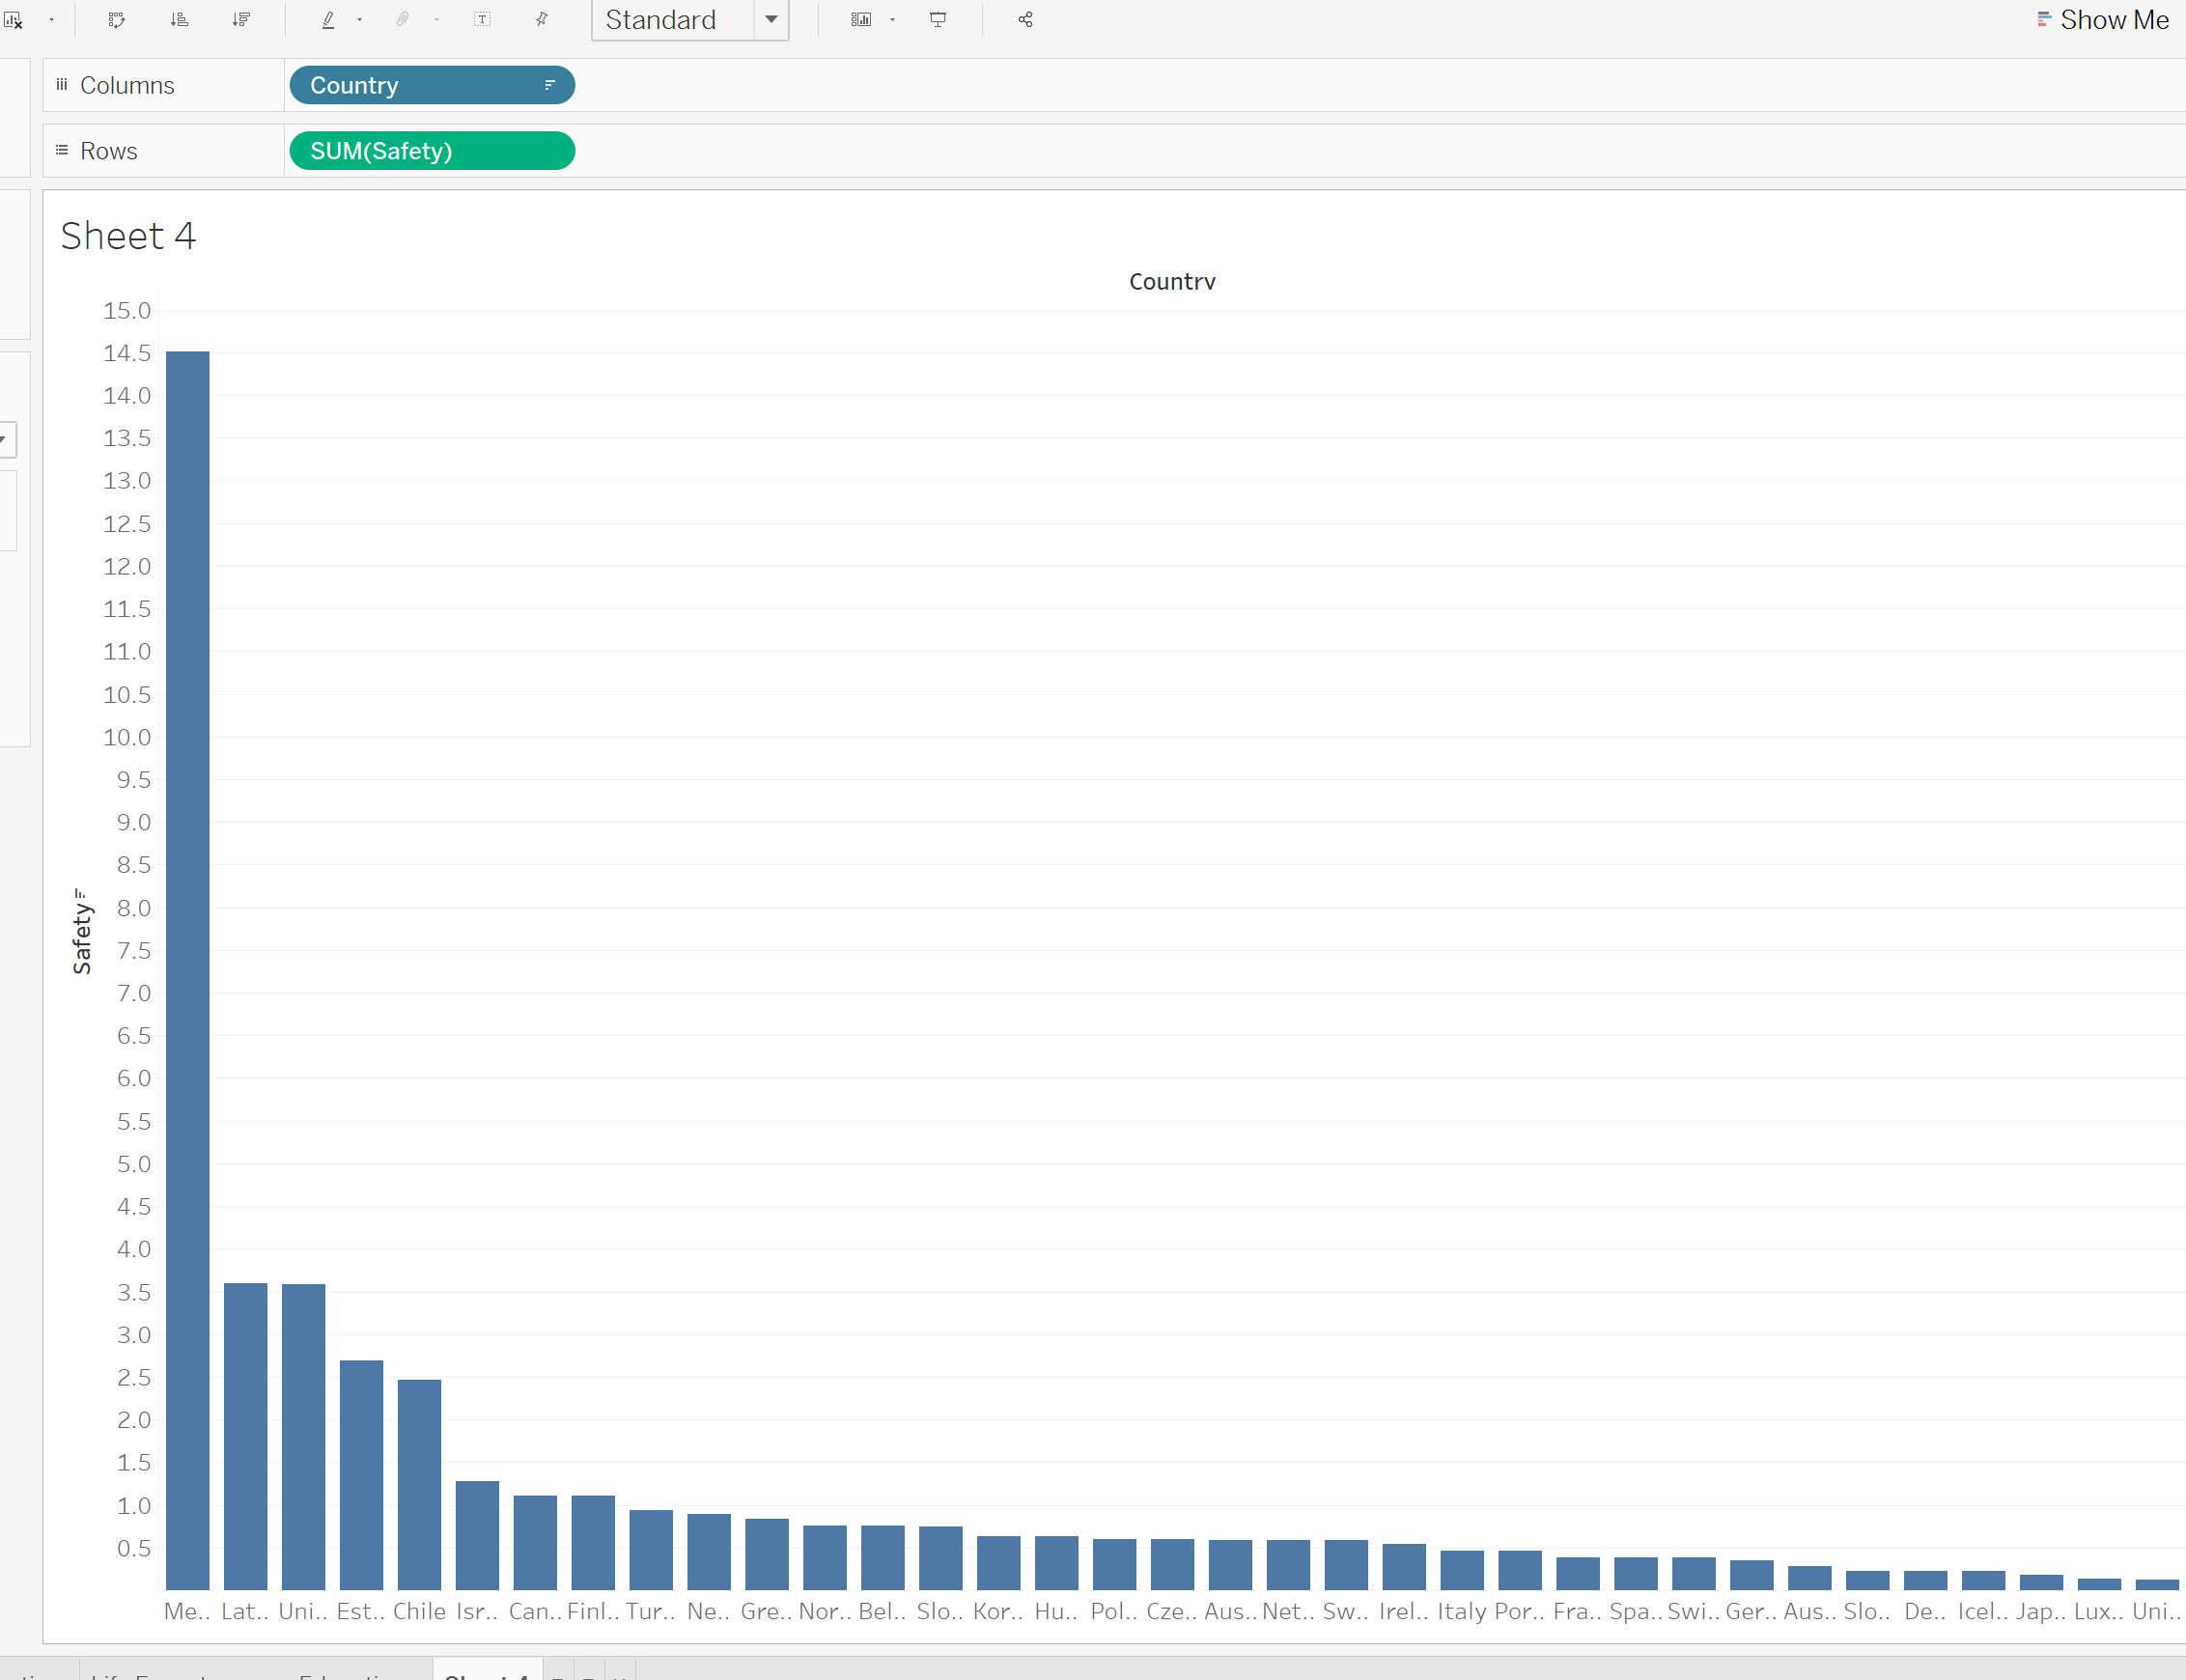 Standard
Show Me
Columns
Country
Rows
SUM(Safety)
Sheet 4
Country
15.0
14.5
14.0
13.5
13.0
12.5
12.0
11.5
11.0
10.5
10.0
9.5
9.0
8.5
8.0
7.5
7.0
6.5
6.0
5.5
5.0
4.5
4.0
3.5
3.0
2.5
2.0
1.5
1.0
0.5
Safety
Me.. Lat.. Uni.. Est.. Chile Isr.. Can.. Finl.. Tur.. Ne.. Gre.. Nor.. Bel.. Slo.. Kor.. Hu.. Pol.. Cze.. Aus.. Net.. Sw.. Irel.. Italy Por.. Fra.. Spa.. Swi.. Ger.. Aus.. Slo.. De.. Icel.. Jap.. Lux.. Uni..
Sheet 4